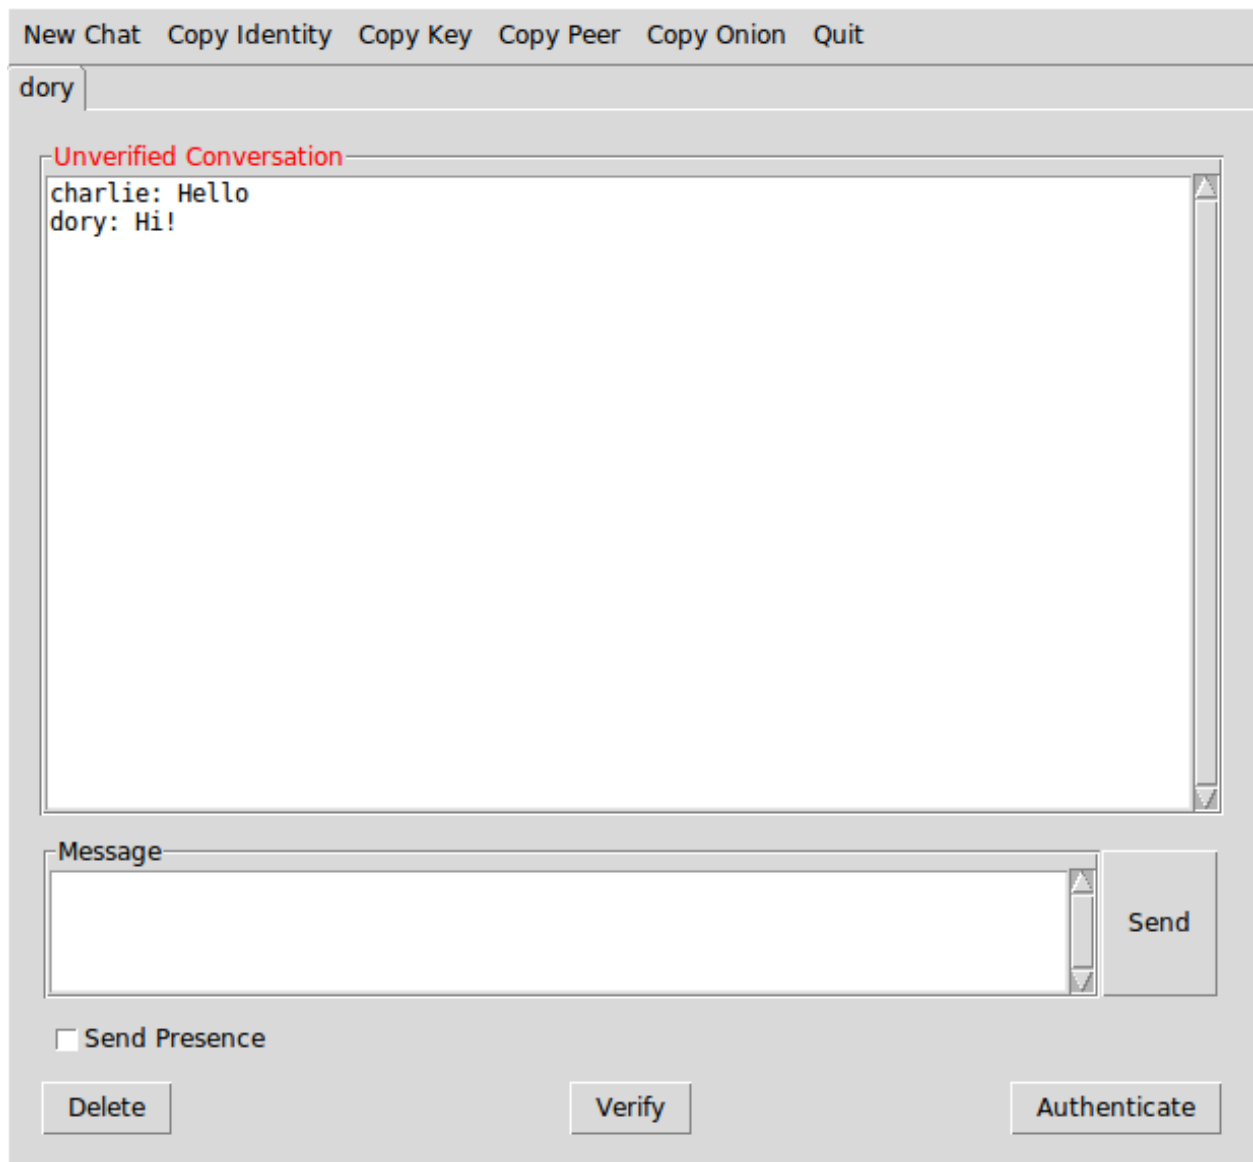 New Chat Copy Identity Copy Key Copy Peer Copy Onion Quit
dory
Unverified Conversation
charlie: Hello
dory: Hi!
Message
Send
Send Presence
Delete Verify Authenticate